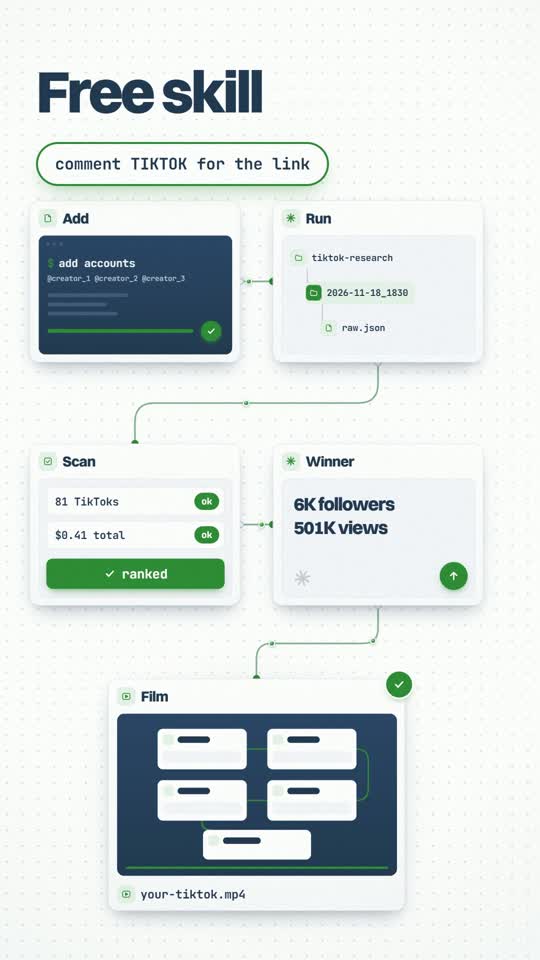 Free skill
comment TIKTOK for the link
Add
$ add accounts
@creator_1 @creator_2 @creator_3
Run
tiktok-research
2026-11-18_1830
raw.json
Scan
81 TikToks ok
$0.41 total ok
ranked
Winner
6K followers
501K views
Film
your-tiktok.mp4